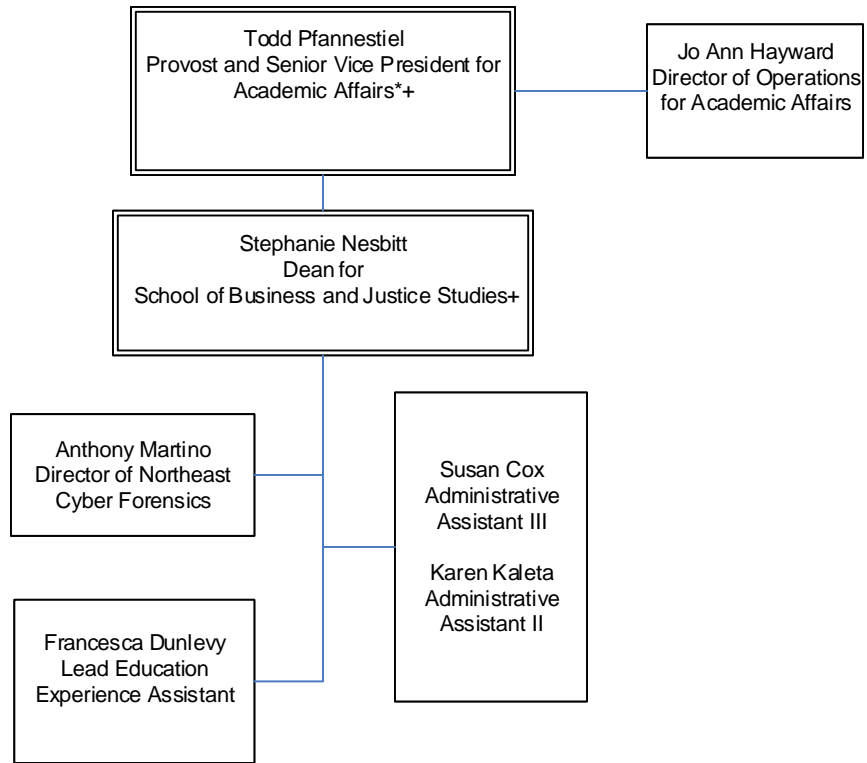 Todd Pfannestiel
Provost and Senior Vice President for
Academic Affairs*+
Jo Ann Hayward
Director of Operations
for Academic Affairs
Stephanie Nesbitt
Dean for
School of Business and Justice Studies+
Anthony Martino
Director of Northeast
Cyber Forensics
Susan Cox
Administrative
Assistant III
Karen Kaleta
Administrative
Assistant II
Francesca Dunlevy
Lead Education
Experience Assistant